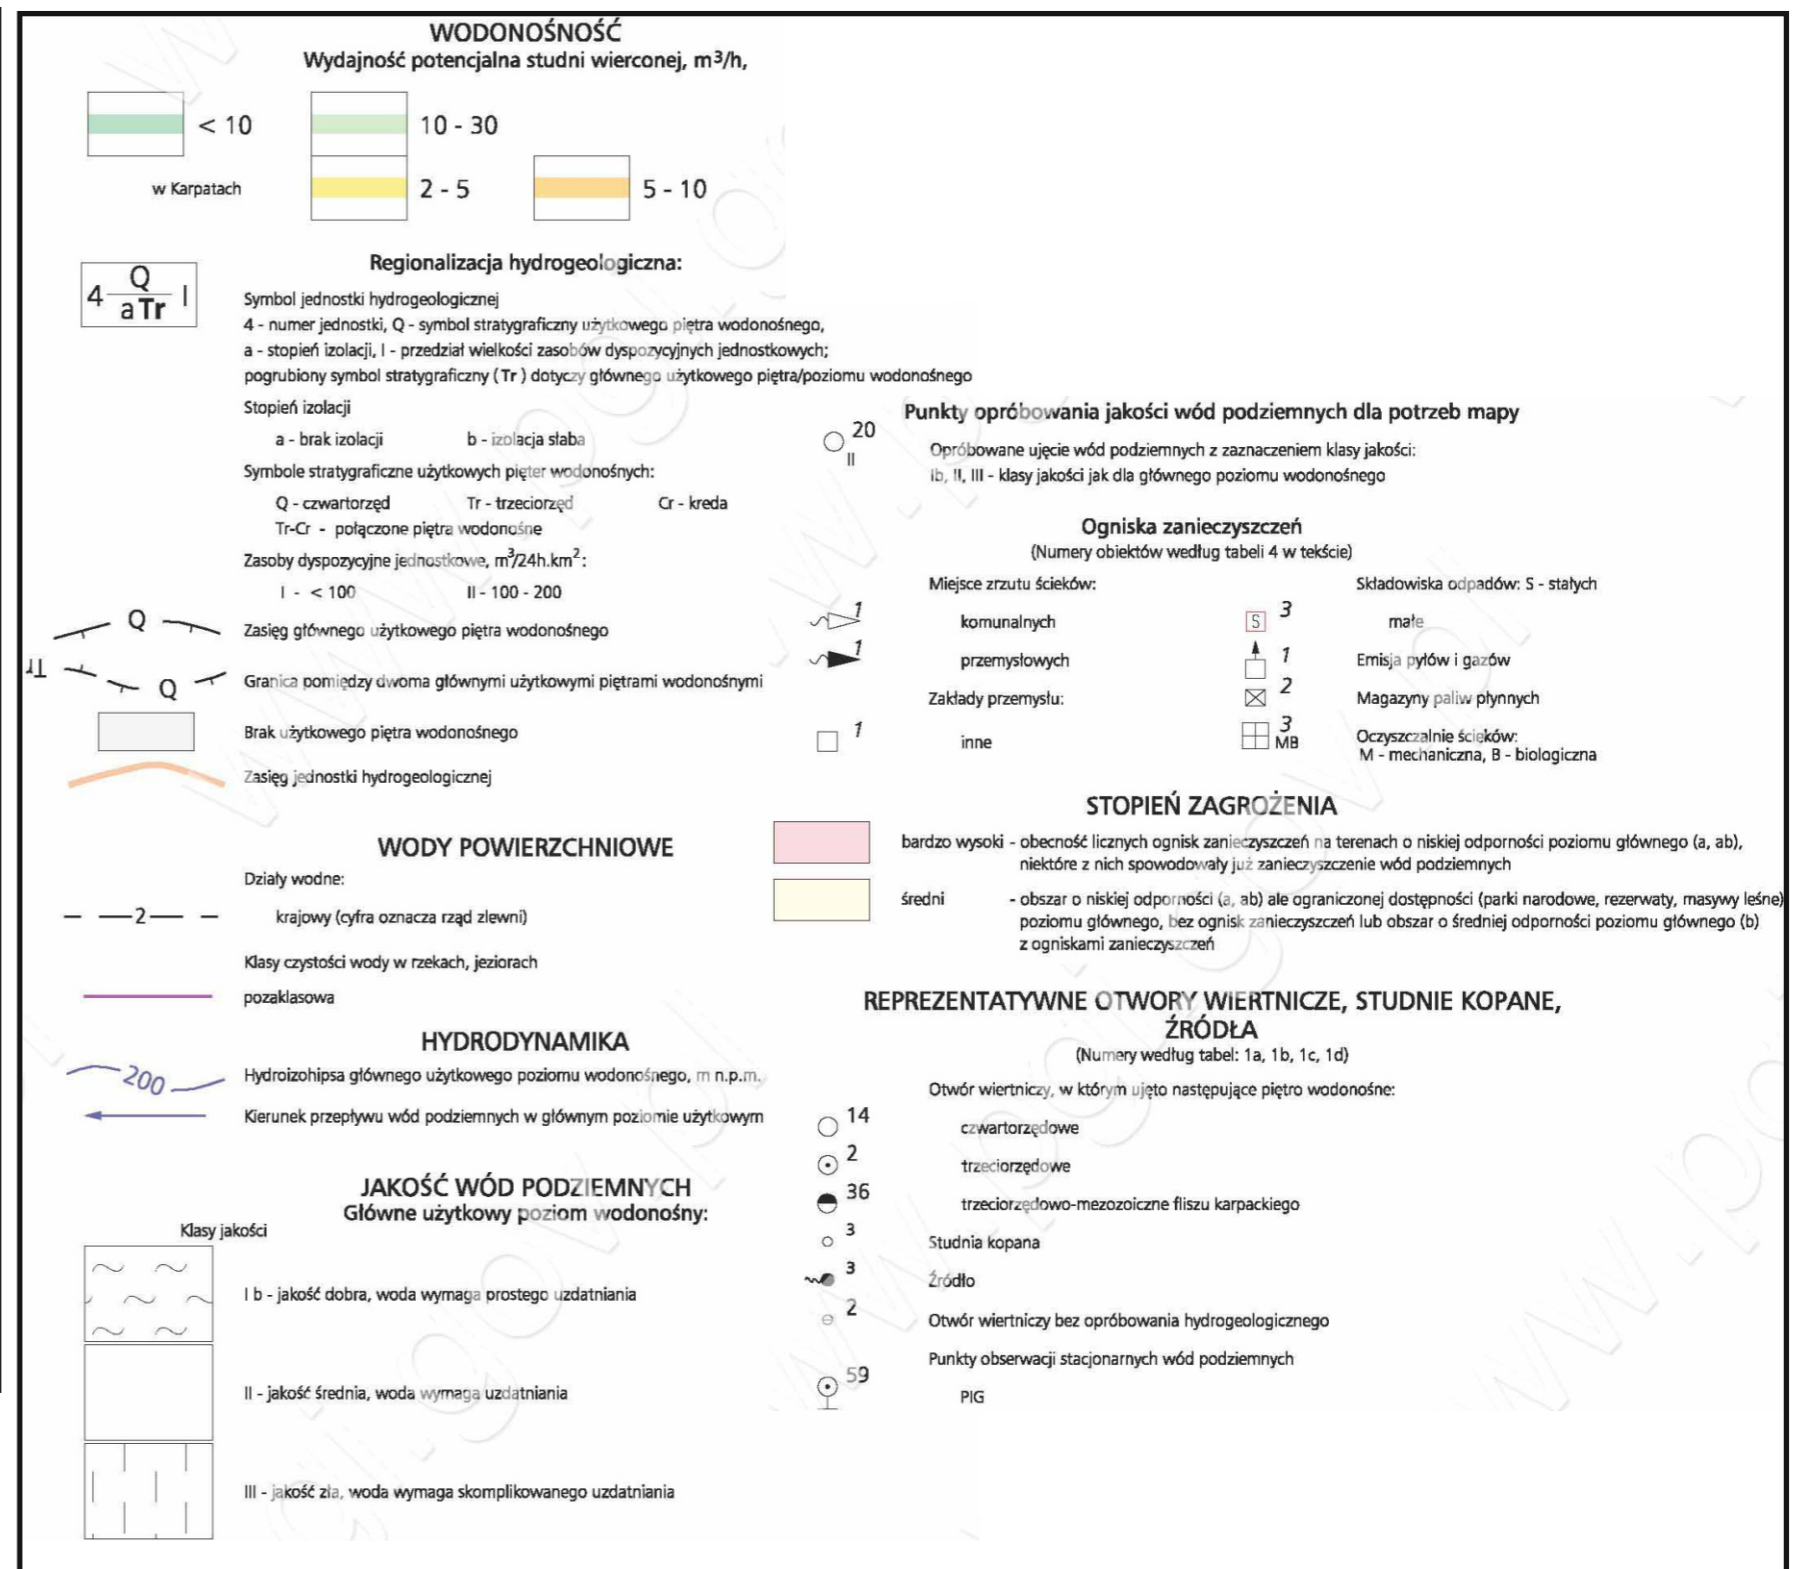 WODONOŚNOŚĆ
Wydajność potencjalna studni wierconej, m³/h,
< 10
10 - 30
w Karpatach
2 - 5
5 - 10
Regionalizacja hydrogeologiczna:
4 Q/aTr I
Symbol jednostki hydrogeologicznej
4 - numer jednostki, Q - symbol stratygraficzny użytkowego piętra wodonośnego,
a - stopień izolacji, I - przedział wielkości zasobów dyspozycyjnych jednostkowych;
pogrubiony symbol stratygraficzny (Tr) dotyczy głównego użytkowego piętra/poziomu wodonośnego
Stopień izolacji
a - brak izolacji
b - izolacja słaba
Symbole stratygraficzne użytkowych pięter wodonośnych:
Q - czwartorzęd
Tr - trzeciorzęd
Cr - kreda
Tr-Cr - połączone piętra wodonośne
Zasoby dyspozycyjne jednostkowe, m³/24h.km²:
I - < 100
II - 100 - 200
Q
Zasięg głównego użytkowego piętra wodonośnego
Tr
Q
Granica pomiędzy dwoma głównymi użytkowymi piętrami wodonośnymi
Brak użytkowego piętra wodonośnego
Zasięg jednostki hydrogeologicznej
WODY POWIERZCHNIOWE
Działy wodne:
2
krajowy (cyfra oznacza rząd zlewni)
Klasy czystości wody w rzekach, jeziorach
pozaklasowa
HYDRODYNAMIKA
200
Hydroizohipsa głównego użytkowego poziomu wodonośnego, m n.p.m.
Kierunek przepływu wód podziemnych w głównym poziomie użytkowym
JAKOŚĆ WÓD PODZIEMNYCH
Główne użytkowy poziom wodonośny:
Klasy jakości
I b - jakość dobra, woda wymaga prostego uzdatniania
II - jakość średnia, woda wymaga uzdatniania
III - jakość zła, woda wymaga skomplikowanego uzdatniania
Punkty opróbowania jakości wód podziemnych dla potrzeb mapy
20
II
Opróbowane ujęcie wód podziemnych z zaznaczeniem klasy jakości:
Ib, II, III - klasy jakości jak dla głównego poziomu wodonośnego
Ogniska zanieczyszczeń
(Numery obiektów według tabeli 4 w tekście)
Miejsce zrzutu ścieków:
1
komunalnych
1
przemysłowych
Zakłady przemysłu:
1
inne
Składowiska odpadów: S - stałych
S
3
małe
1
Emisja pyłów i gazów
2
Magazyny paliw płynnych
3
MB
Oczyszczalnie ścieków:
M - mechaniczna, B - biologiczna
STOPIEŃ ZAGROŻENIA
bardzo wysoki - obecność licznych ognisk zanieczyszczeń na terenach o niskiej odporności poziomu głównego (a, ab),
niektóre z nich spowodowały już zanieczyszczenie wód podziemnych
średni - obszar o niskiej odporności (a, ab) ale ograniczonej dostępności (parki narodowe, rezerwaty, masywy leśne)
poziomu głównego, bez ognisk zanieczyszczeń lub obszar o średniej odporności poziomu głównego (b)
z ogniskami zanieczyszczeń
REPREZENTATYWNE OTWORY WIERTNICZE, STUDNIE KOPANE,
ŹRÓDŁA
(Numery według tabel: 1a, 1b, 1c, 1d)
Otwór wiertniczy, w którym ujęto następujące piętro wodonośne:
14
czwartorzędowe
2
trzeciorzędowe
36
trzeciorzędowo-mezozoiczne fliszu karpackiego
3
Studnia kopana
3
Źródło
2
Otwór wiertniczy bez opróbowania hydrogeologicznego
Punkty obserwacji stacjonarnych wód podziemnych
59
PIG